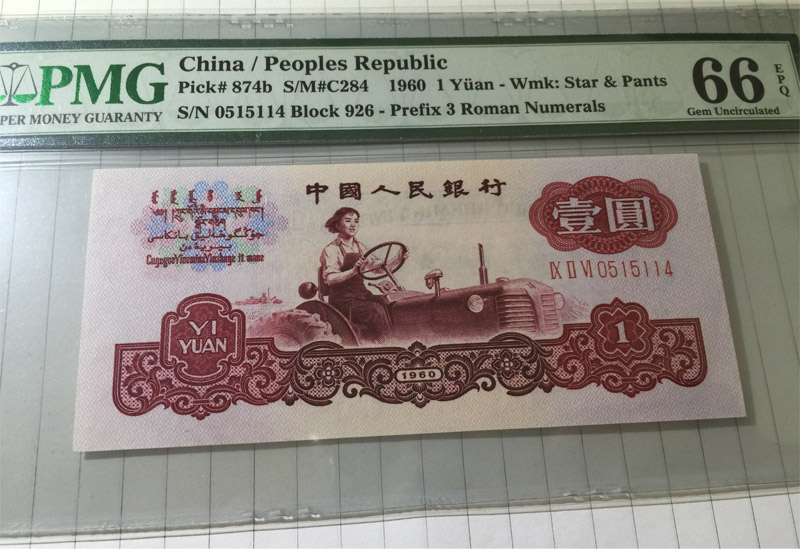 China / Peoples Republic
PMG
Pick# 874b S/M#C284 1960 1 Yüan - Wmk: Star & Pants
66 EPQ
PER MONEY GUARANTY
S/N 0515114 Block 926 - Prefix 3 Roman Numerals
Gem Uncirculated
中國人民銀行
壹圓
IX II VI 0515114
YI
YUAN
1
1960